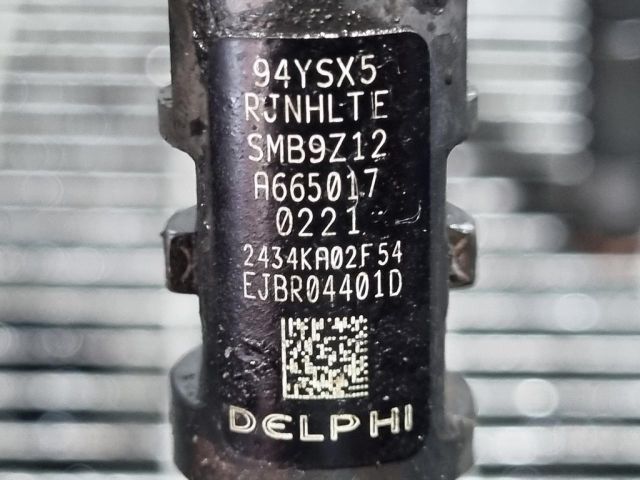 94YSX5
RJNHLTE
SMB9Z12
A665017
0221
2434KA02F54
EJBR04401D
DELPHI